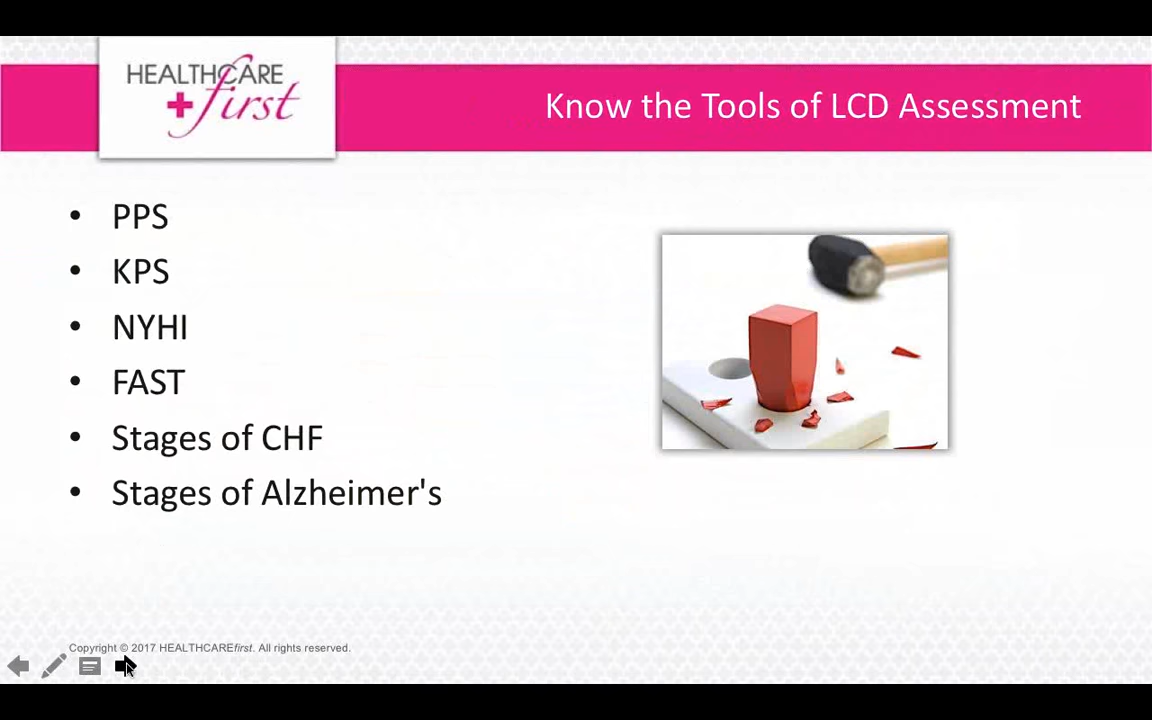 HEALTHCARE
first
Know the Tools of LCD Assessment
• PPS
• KPS
• NYHI
• FAST
• Stages of CHF
• Stages of Alzheimer's
Copyright © 2017 HEALTHCAREfirst. All rights reserved.